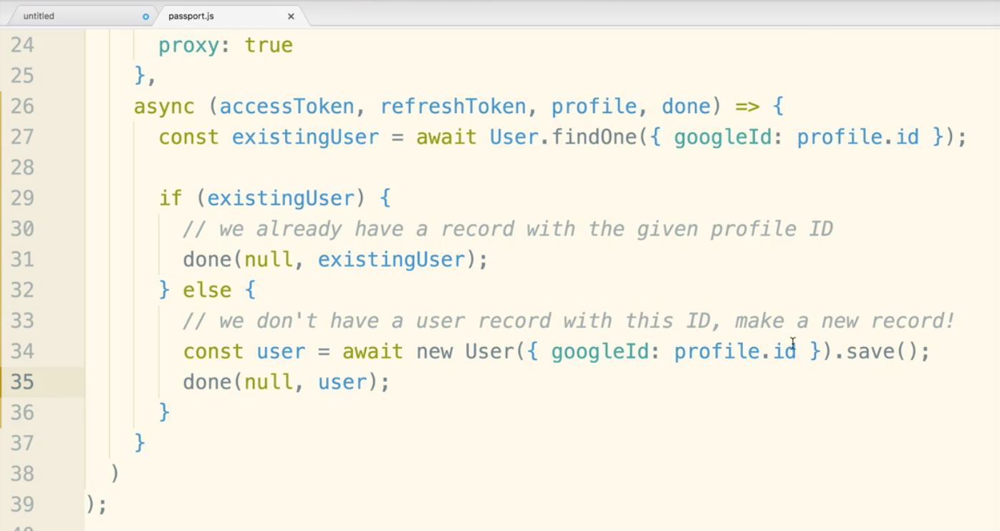 untitled
passport.js
24 proxy: true
25 },
26 async (accessToken, refreshToken, profile, done) => {
27 const existingUser = await User.findOne({ googleId: profile.id });
28
29 if (existingUser) {
30 // we already have a record with the given profile ID
31 done(null, existingUser);
32 } else {
33 // we don't have a user record with this ID, make a new record!
34 const user = await new User({ googleId: profile.id }).save();
35 done(null, user);
36 }
37 }
38 )
39 );